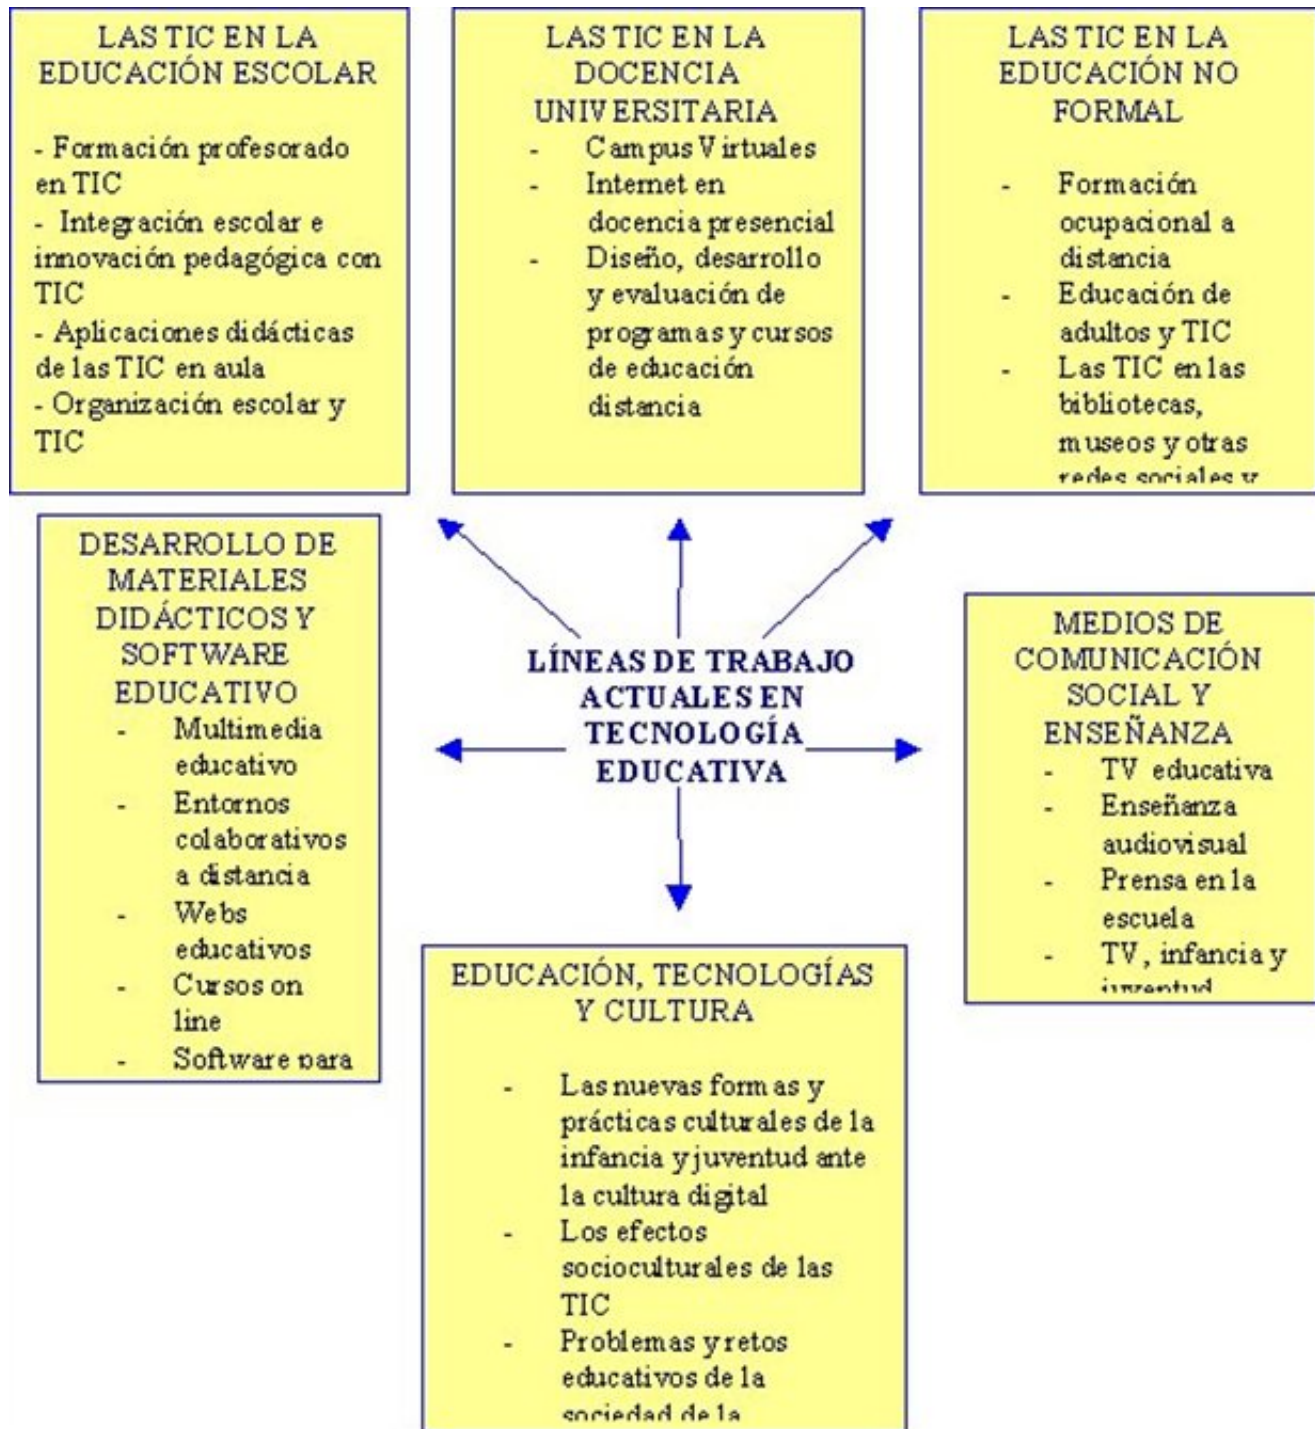 LAS TIC EN LA
EDUCACIÓN ESCOLAR
- Formación profesorado
en TIC
- Integración escolar e
innovación pedagógica con
TIC
- Aplicaciones didácticas
de las TIC en aula
- Organización escolar y
TIC
LAS TIC EN LA
DOCENCIA
UNIVERSITARIA
- Campus Virtuales
- Internet en
docencia presencial
- Diseño, desarrollo
y evaluación de
programas y cursos
de educación
distancia
LAS TIC EN LA
EDUCACIÓN NO
FORMAL
- Formación
ocupacional a
distancia
- Educación de
adultos y TIC
- Las TIC en las
bibliotecas,
museos y otras
redes sociales y
DESARROLLO DE
MATERIALES
DIDÁCTICOS Y
SOFTWARE
EDUCATIVO
- Multimedia
educativo
- Entornos
colaborativos
a distancia
- Webs
educativos
- Cursos on
line
- Software para
LÍNEAS DE TRABAJO
ACTUALES EN
TECNOLOGÍA
EDUCATIVA
MEDIOS DE
COMUNICACIÓN
SOCIAL Y
ENSEÑANZA
- TV educativa
- Enseñanza
audiovisual
- Prensa en la
escuela
- TV, infancia y
juventud
EDUCACIÓN, TECNOLOGÍAS
Y CULTURA
- Las nuevas formas y
prácticas culturales de la
infancia y juventud ante
la cultura digital
- Los efectos
socioculturales de las
TIC
- Problemas y retos
educativos de la
sociedad de la